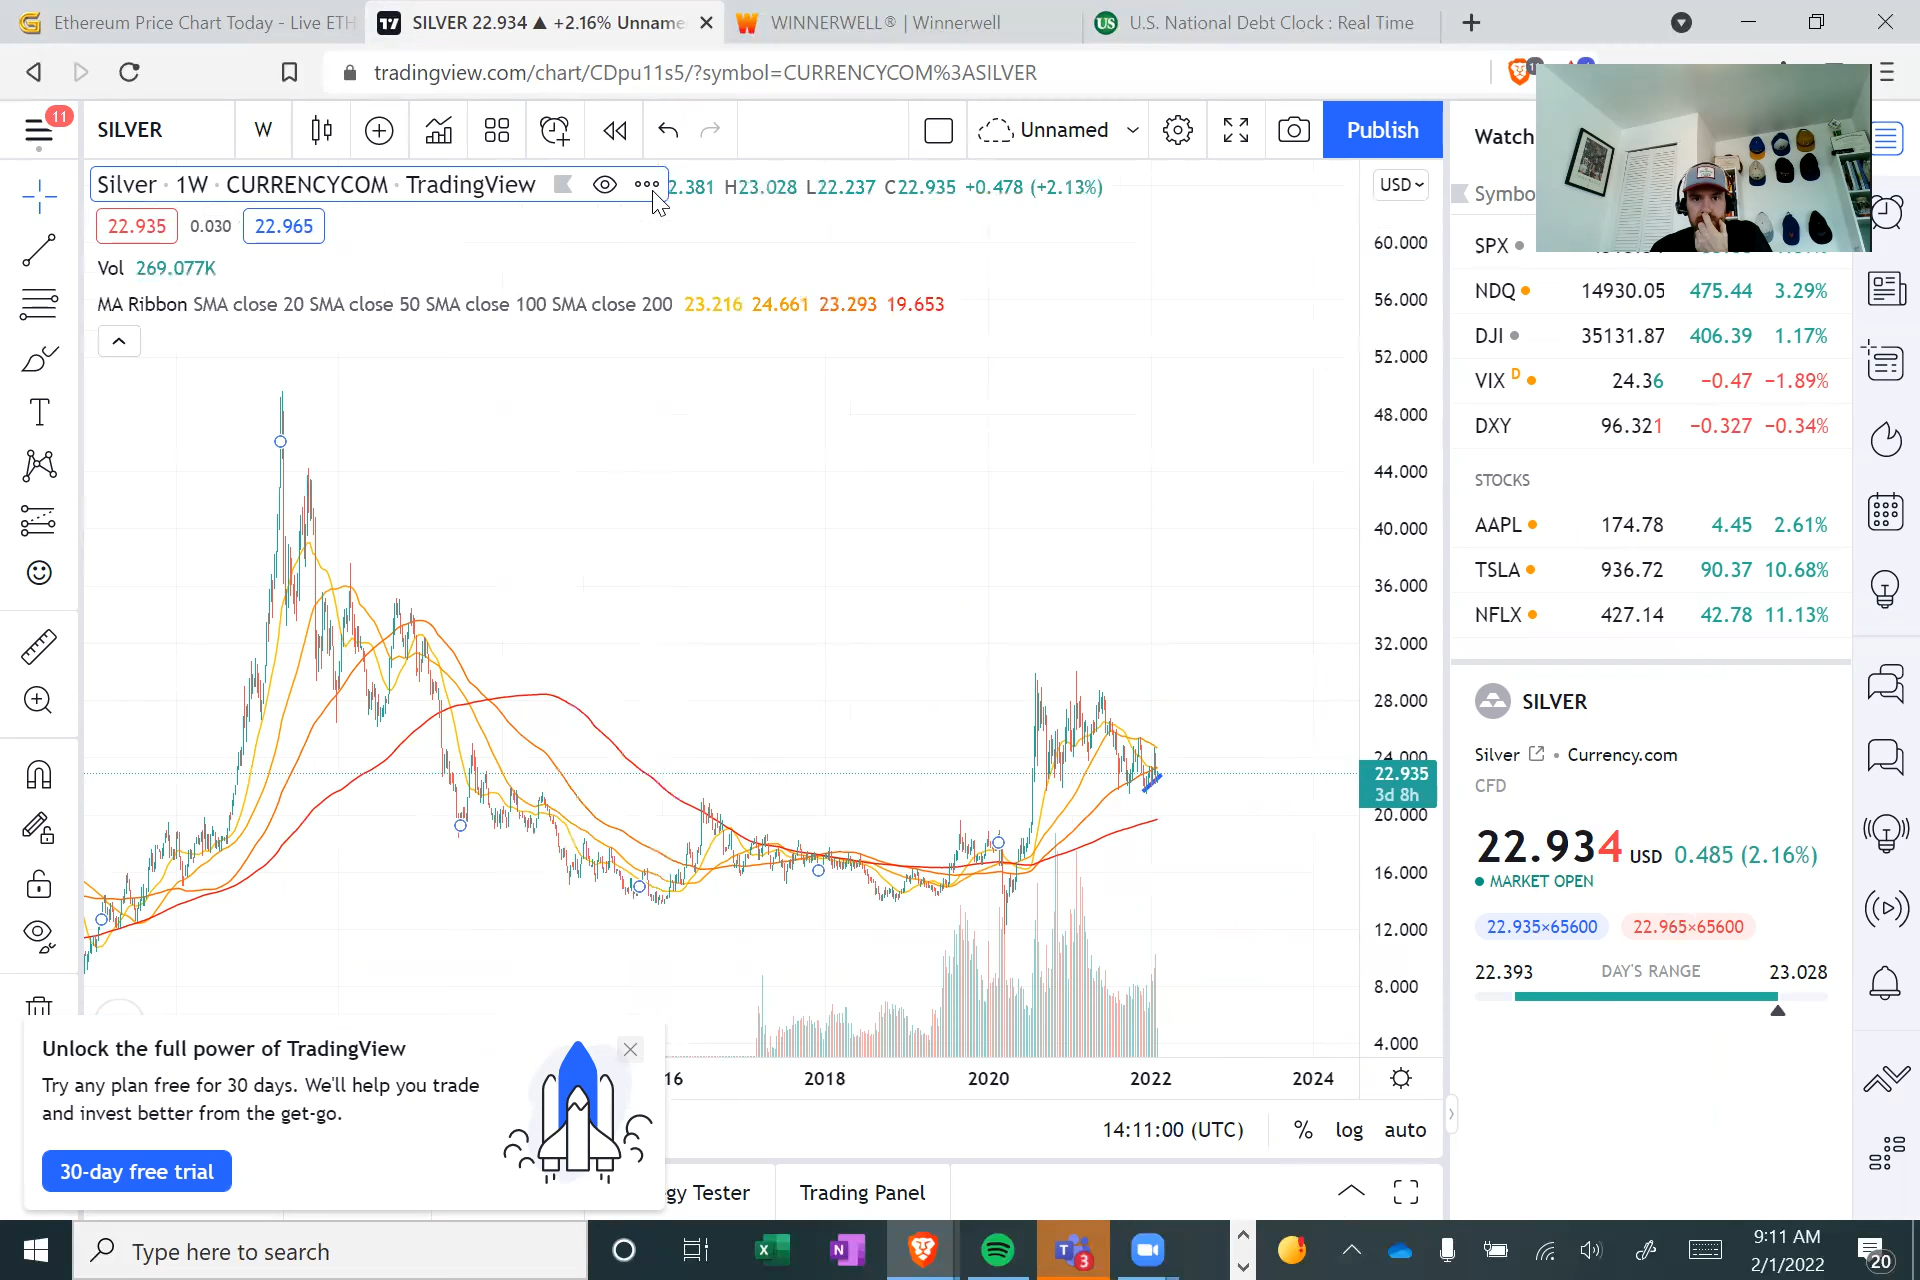 Ethereum Price Chart Today - Live ETH
SILVER 22.934 ▲ +2.16% Unname
WINNERWELL® | Winnerwell
U.S. National Debt Clock : Real Time
tradingview.com/chart/CDpu11s5/?symbol=CURRENCYCOM%3ASILVER
11
SILVER
W
Unnamed
Publish
Watch
Silver · 1W · CURRENCYCOM · TradingView
2.381 H23.028 L22.237 C22.935 +0.478 (+2.13%)
USD
Symbo
22.935
0.030
22.965
Vol 269.077K
MA Ribbon SMA close 20 SMA close 50 SMA close 100 SMA close 200 23.216 24.661 23.293 19.653
60.000
56.000
52.000
48.000
44.000
40.000
36.000
32.000
28.000
24.000
22.935
3d 8h
20.000
16.000
12.000
8.000
4.000
SPX
NDQ 14930.05 475.44 3.29%
DJI 35131.87 406.39 1.17%
VIX D 24.36 −0.47 −1.89%
DXY 96.321 −0.327 −0.34%
STOCKS
AAPL 174.78 4.45 2.61%
TSLA 936.72 90.37 10.68%
NFLX 427.14 42.78 11.13%
SILVER
Silver • Currency.com
CFD
22.934 USD 0.485 (2.16%)
MARKET OPEN
22.935×65600 22.965×65600
22.393 DAY'S RANGE 23.028
Unlock the full power of TradingView
Try any plan free for 30 days. We'll help you trade
and invest better from the get-go.
30-day free trial
16 2018 2020 2022 2024
14:11:00 (UTC) % log auto
gy Tester
Trading Panel
Type here to search
3
9:11 AM
2/1/2022
20